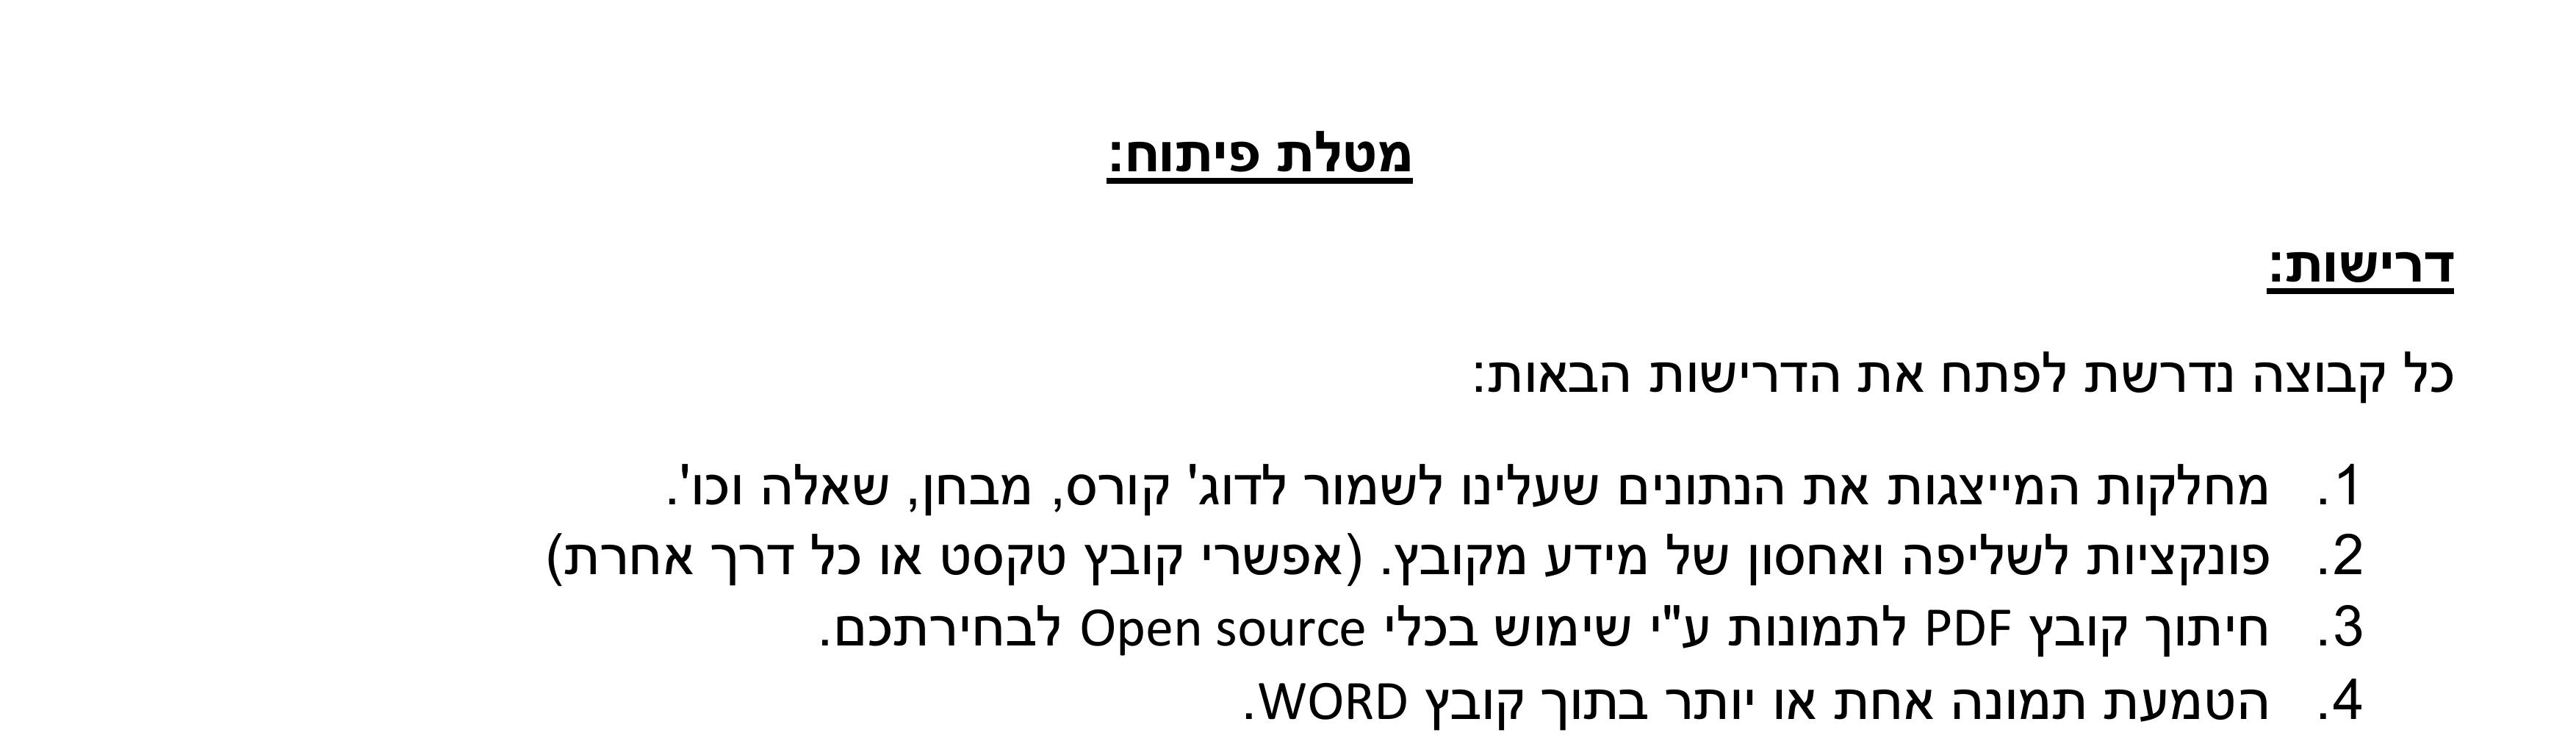 מטלת פיתוח:
דרישות:
כל קבוצה נדרשת לפתח את הדרישות הבאות:
1. מחלקות המייצגות את הנתונים שעלינו לשמור לדוג' קורס, מבחן, שאלה וכו'.
2. פונקציות לשליפה ואחסון של מידע מקובץ. (אפשרי קובץ טקסט או כל דרך אחרת)
3. חיתוך קובץ PDF לתמונות ע"י שימוש בכלי Open source לבחירתכם.
4. הטמעת תמונה אחת או יותר בתוך קובץ WORD.